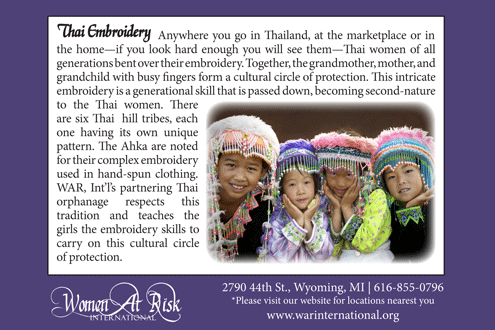 Thai Embroidery Anywhere you go in Thailand, at the marketplace or in
the home—if you look hard enough you will see them—Thai women of all
generations bent over their embroidery. Together, the grandmother, mother, and
grandchild with busy fingers form a cultural circle of protection. This intricate
embroidery is a generational skill that is passed down, becoming second-nature
to the Thai women. There
are six Thai hill tribes, each
one having its own unique
pattern. The Ahka are noted
for their complex embroidery
used in hand-spun clothing.
WAR, Int'l's partnering Thai
orphanage respects this
tradition and teaches the
girls the embroidery skills to
carry on this cultural circle
of protection.
Women At Risk
INTERNATIONAL
2790 44th St., Wyoming, MI | 616-855-0796
*Please visit our website for locations nearest you
www.warinternational.org